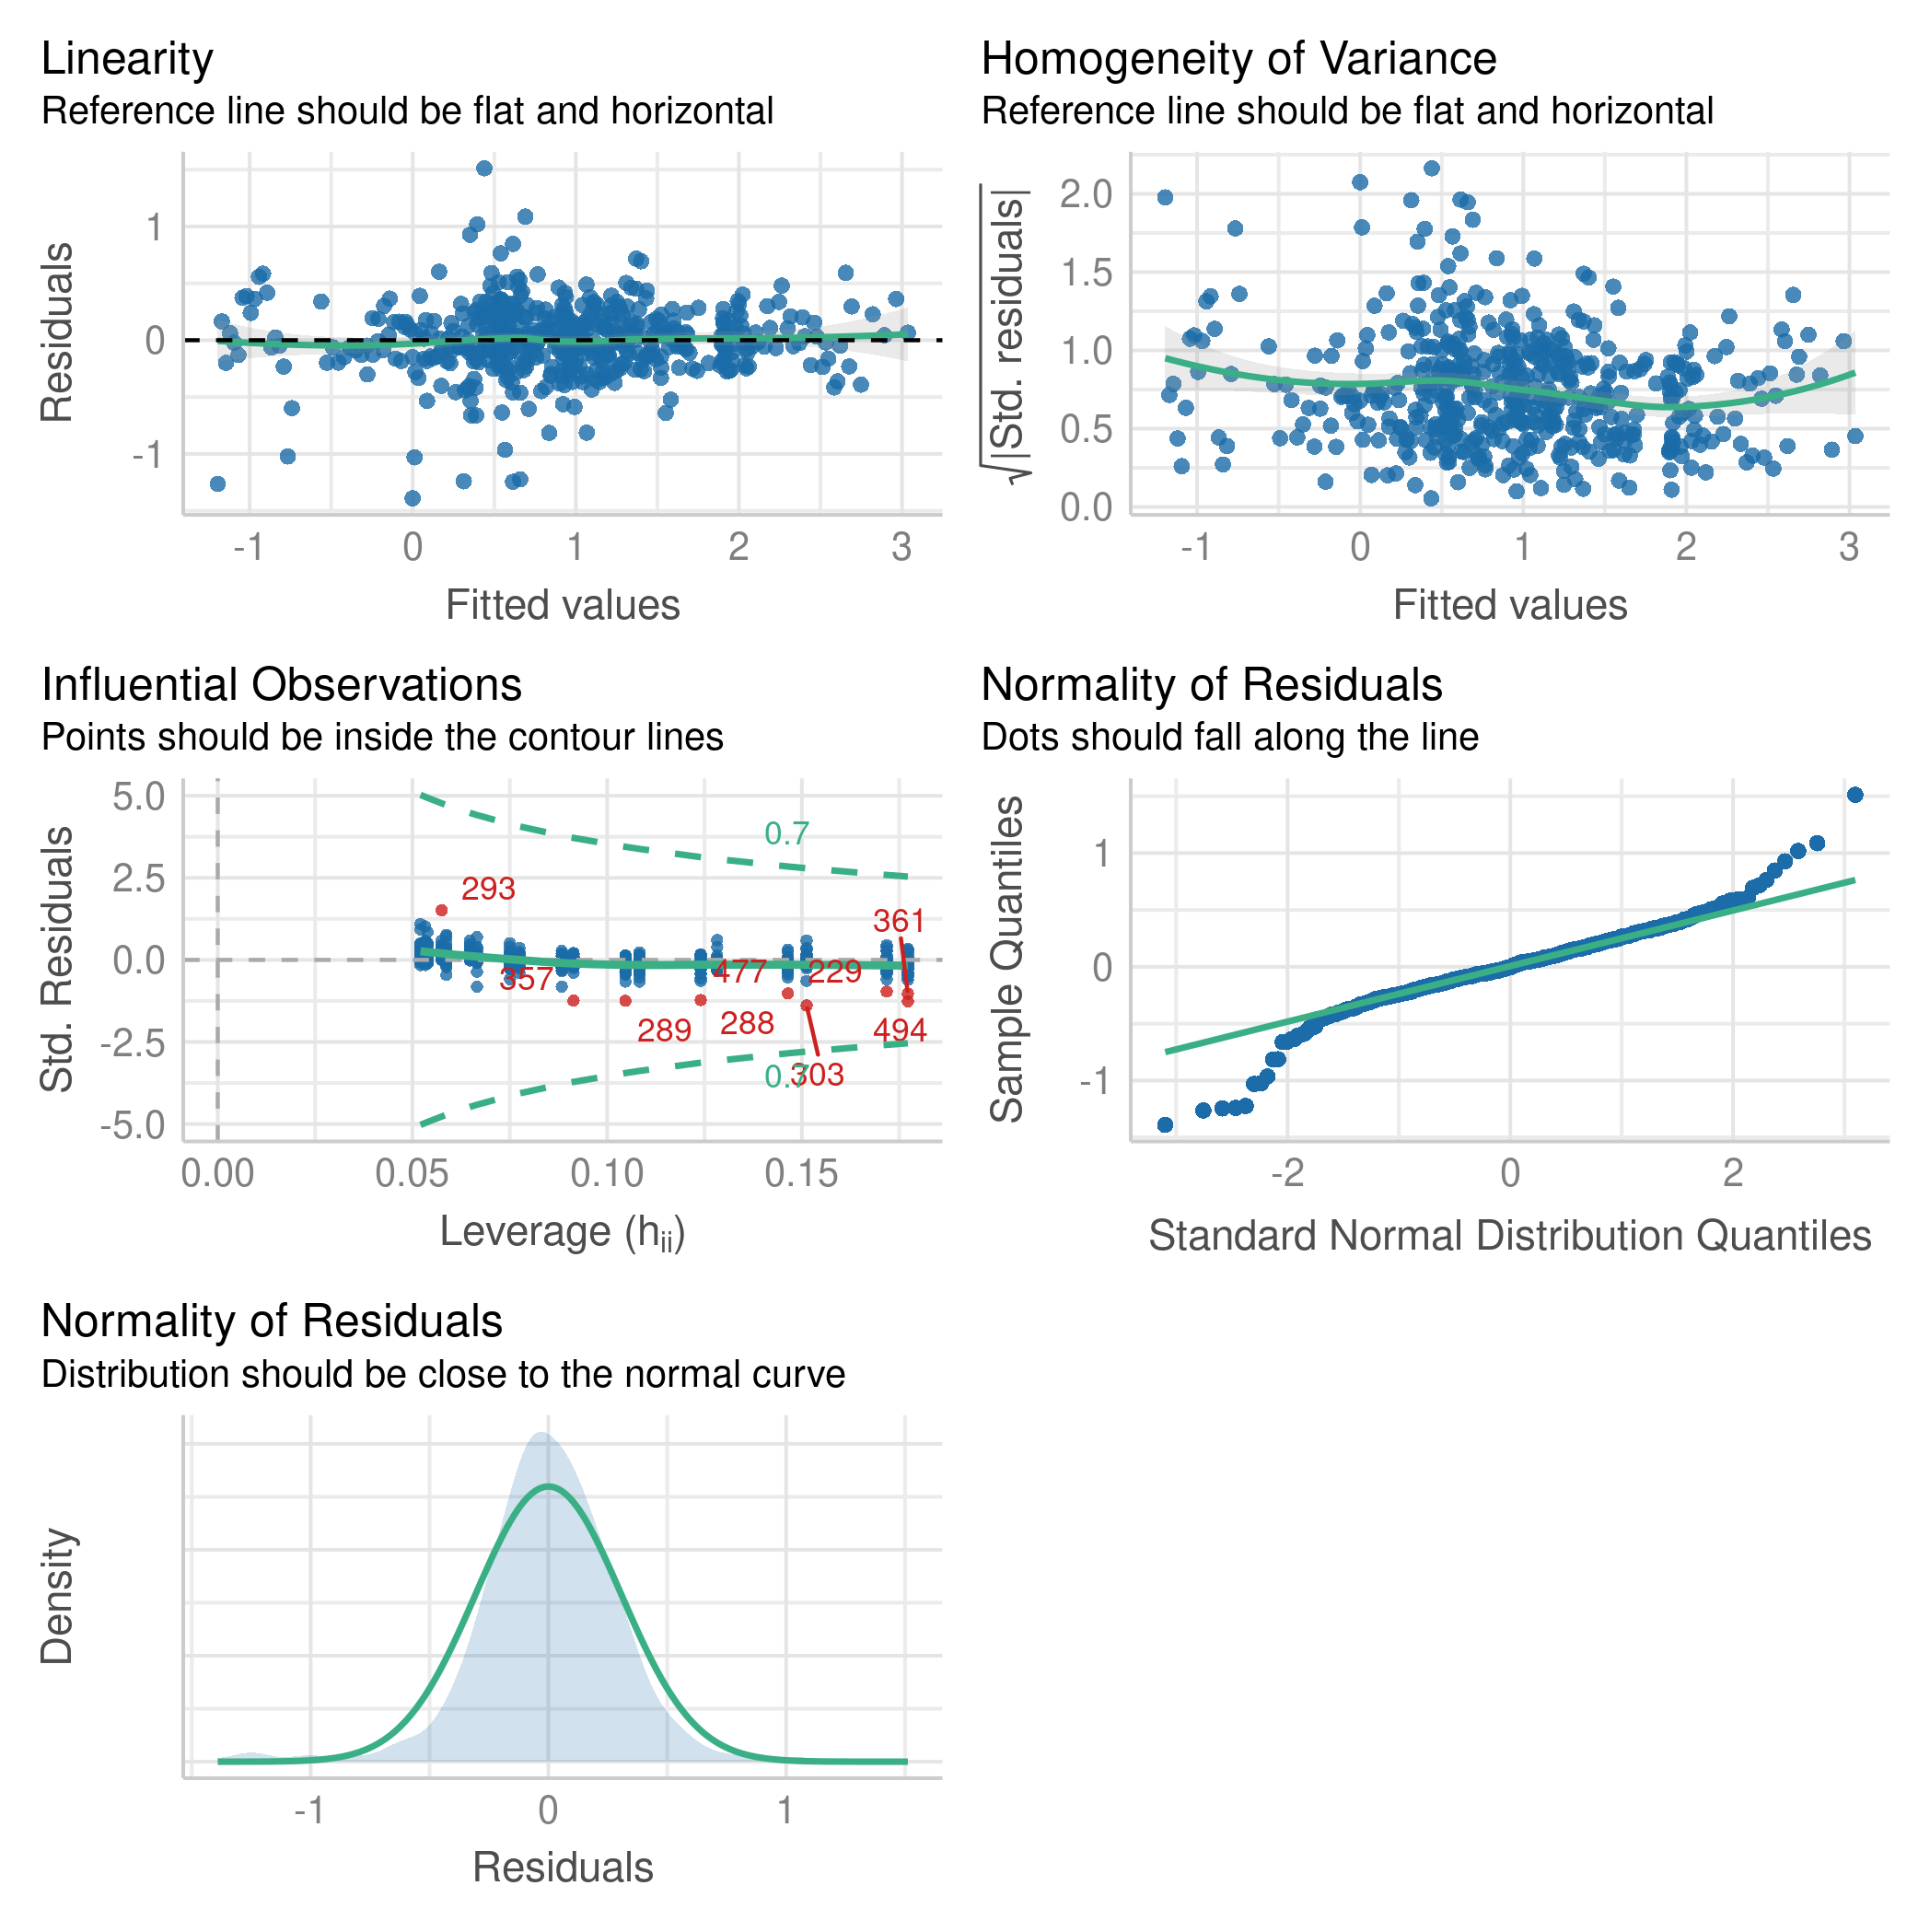 Linearity
Reference line should be flat and horizontal
1
0
-1
Residuals
-1 0 1 2 3
Fitted values
Homogeneity of Variance
Reference line should be flat and horizontal
2.0
1.5
1.0
0.5
0.0
√|Std. residuals|
-1 0 1 2 3
Fitted values
Influential Observations
Points should be inside the contour lines
5.0
2.5
0.0
-2.5
-5.0
Std. Residuals
0.7
293
361
357
477
229
289
288
494
0.7
303
0.00 0.05 0.10 0.15
Leverage (hii)
Normality of Residuals
Dots should fall along the line
1
0
-1
Sample Quantiles
-2 0 2
Standard Normal Distribution Quantiles
Normality of Residuals
Distribution should be close to the normal curve
Density
-1 0 1
Residuals